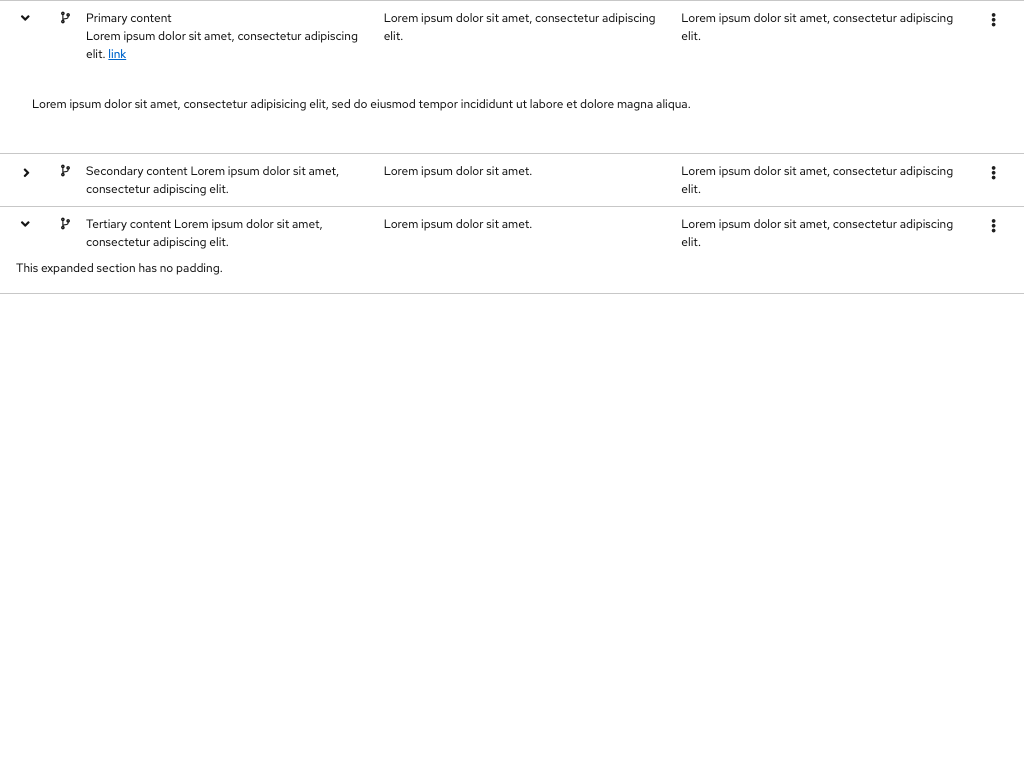 Primary content
Lorem ipsum dolor sit amet, consectetur adipiscing
elit. link
Lorem ipsum dolor sit amet, consectetur adipiscing
elit.
Lorem ipsum dolor sit amet, consectetur adipiscing
elit.
Lorem ipsum dolor sit amet, consectetur adipisicing elit, sed do eiusmod tempor incididunt ut labore et dolore magna aliqua.
Secondary content Lorem ipsum dolor sit amet,
consectetur adipiscing elit.
Lorem ipsum dolor sit amet.
Lorem ipsum dolor sit amet, consectetur adipiscing
elit.
Tertiary content Lorem ipsum dolor sit amet,
consectetur adipiscing elit.
Lorem ipsum dolor sit amet.
Lorem ipsum dolor sit amet, consectetur adipiscing
elit.
This expanded section has no padding.